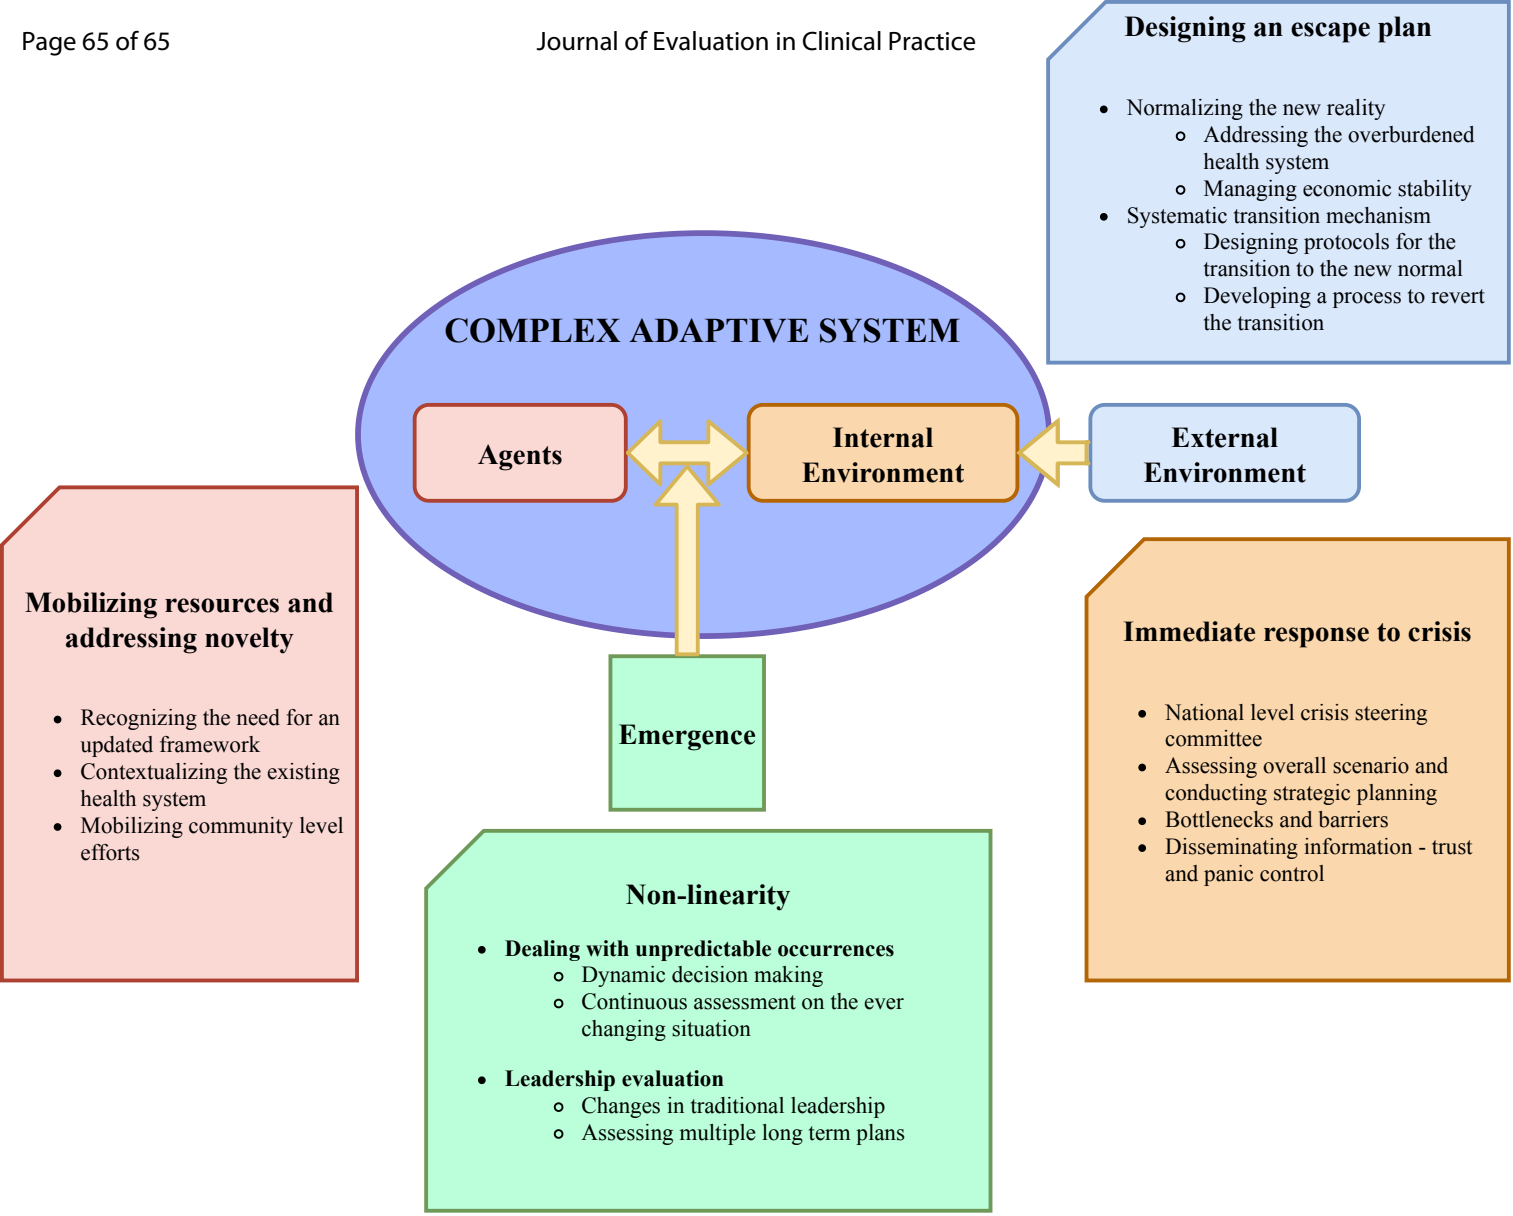 Page 65 of 65
Journal of Evaluation in Clinical Practice
Designing an escape plan
• Normalizing the new reality
o Addressing the overburdened
health system
o Managing economic stability
• Systematic transition mechanism
o Designing protocols for the
transition to the new normal
o Developing a process to revert
the transition
COMPLEX ADAPTIVE SYSTEM
Agents
Internal
Environment
External
Environment
Mobilizing resources and
addressing novelty
• Recognizing the need for an
updated framework
• Contextualizing the existing
health system
• Mobilizing community level
efforts
Emergence
Immediate response to crisis
• National level crisis steering
committee
• Assessing overall scenario and
conducting strategic planning
• Bottlenecks and barriers
• Disseminating information - trust
and panic control
Non-linearity
• Dealing with unpredictable occurrences
o Dynamic decision making
o Continuous assessment on the ever
changing situation
• Leadership evaluation
o Changes in traditional leadership
o Assessing multiple long term plans